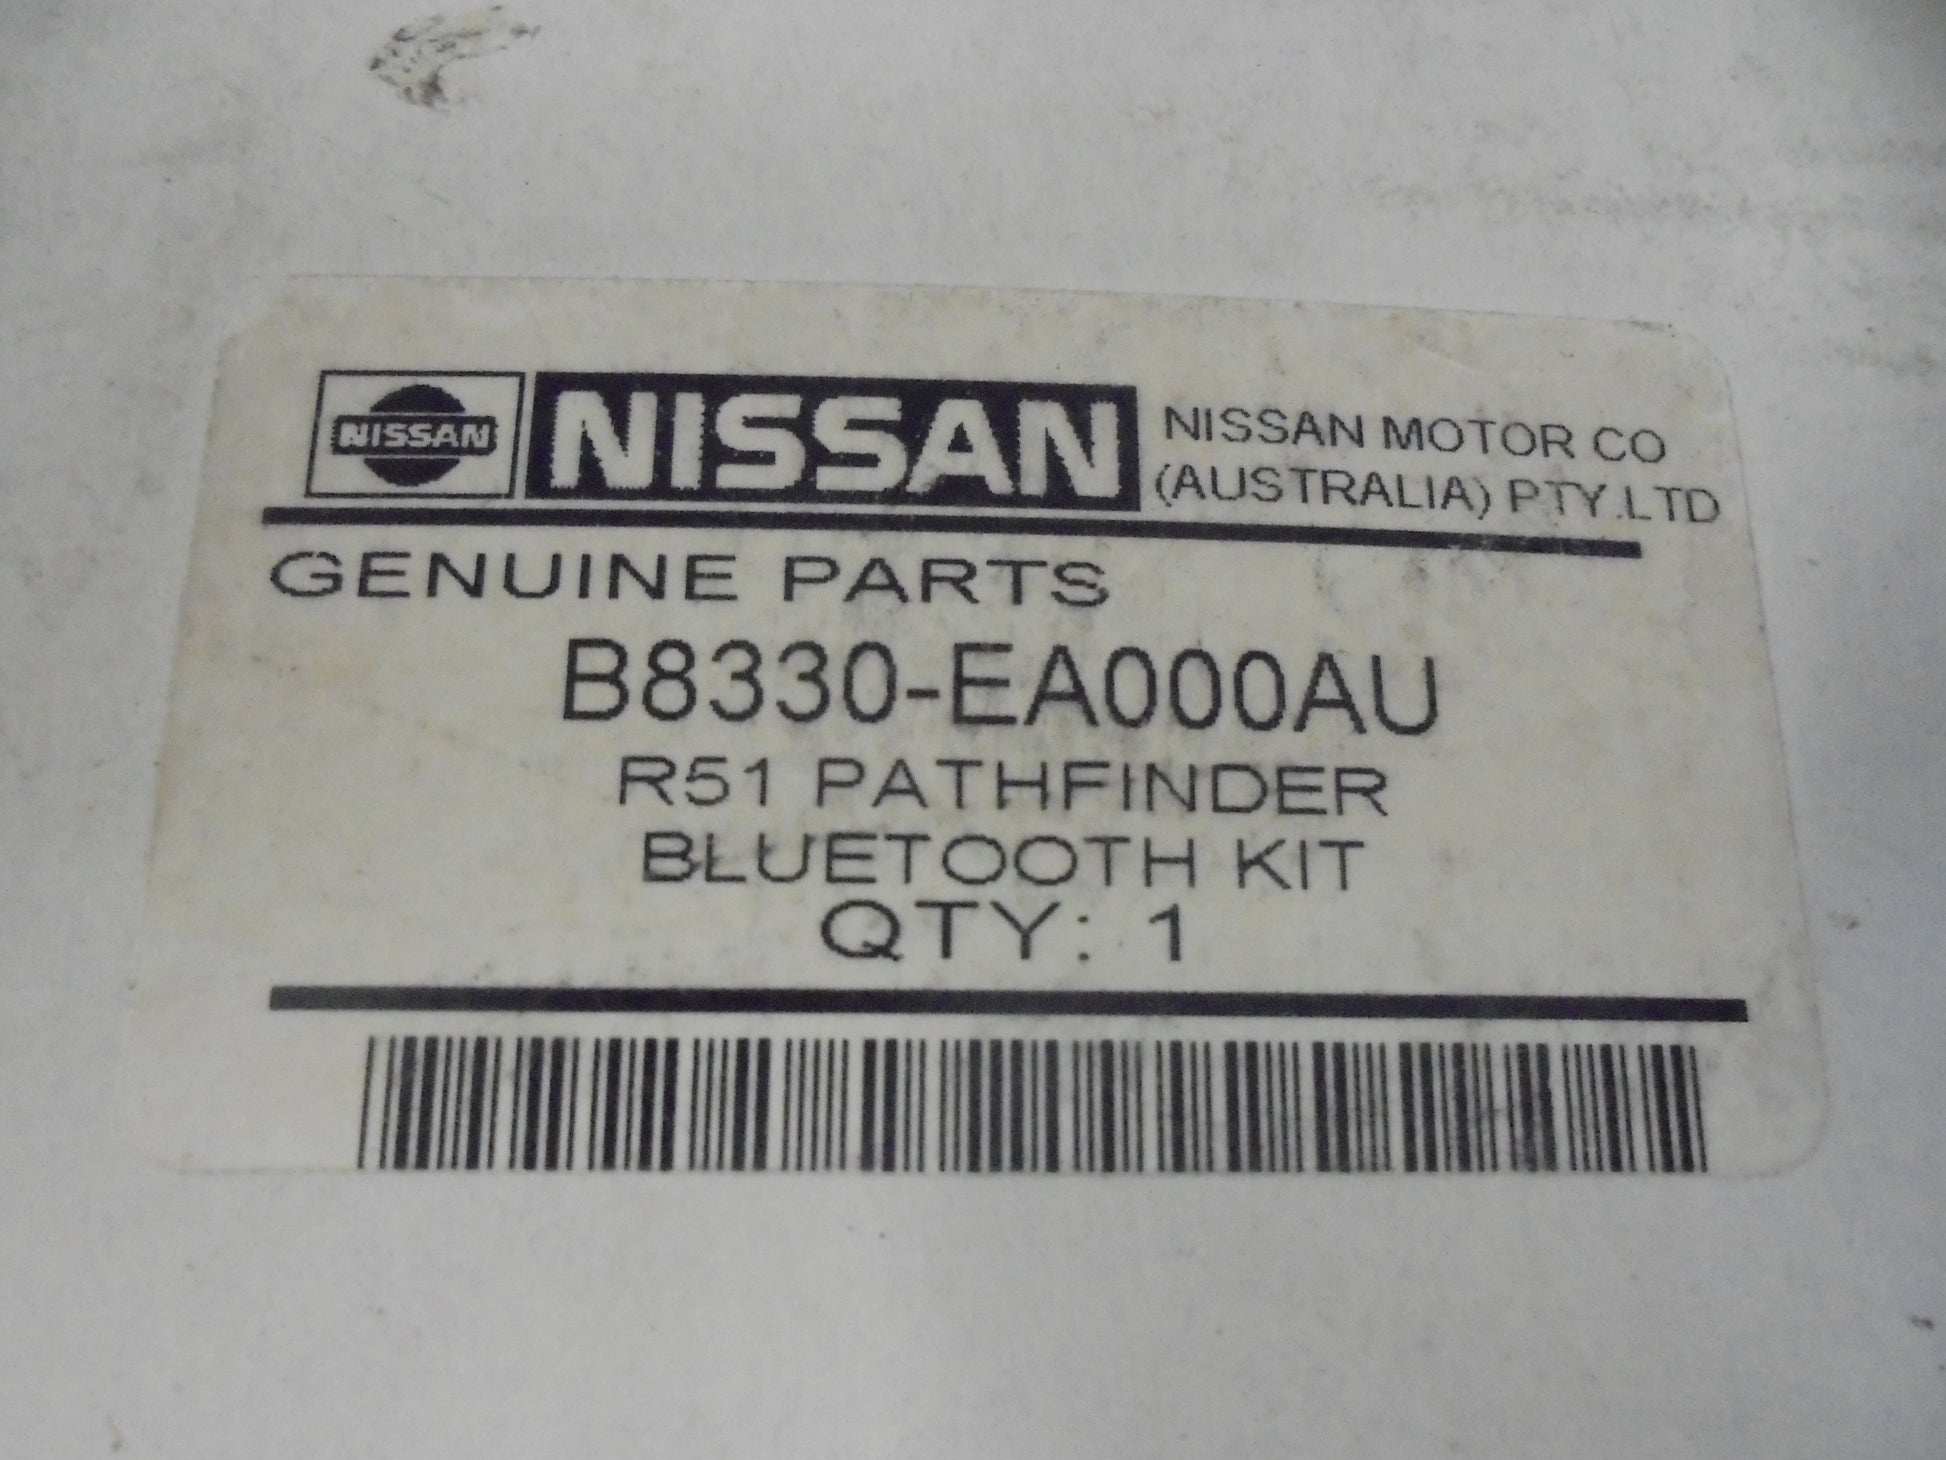 NISSAN
NISSAN
NISSAN MOTOR CO
(AUSTRALIA) PTY.LTD
GENUINE PARTS
B8330-EA000AU
R51 PATHFINDER
BLUETOOTH KIT
QTY: 1